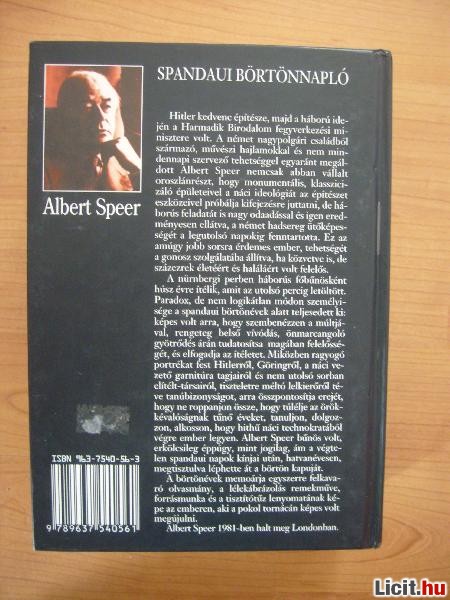 SPANDAUI BÖRTÖNNAPLÓ
Albert Speer
Hitler kedvenc építésze, majd a háború ide-
jén a Harmadik Birodalom fegyverkezési mi-
nisztere volt. A német nagypolgári családból
származó, művészi hajlamokkal és nem min-
dennapi szervező tehetséggel egyaránt megál-
dott Albert Speer nemcsak abban vállalt
oroszlánrészt, hogy monumentális, klasszici-
záló épületeivel a náci ideológiát az építészet
eszközeivel próbálja kifejezésre juttatni, de há-
borús feladatát is nagy odaadással és igen ered-
ményesen ellátva, a német hadsereg ütőképes-
ségét a legutolsó napokig fenntartotta. Ez az
amúgy jobb sorsra érdemes ember, tehetségét
a gonosz szolgálatába állítva, ha közvetve is, de
százezrek életéért és haláláért volt felelős.
A nürnbergi perben háborús főbűnösként
húsz évre ítélik, amit az utolsó percig letöltött.
Paradox, de nem logikátlan módon személyi-
sége a spandaui börtönévek alatt teljesedett ki:
képes volt arra, hogy szembenézzen a múltjá-
val, rengeteg belső vívódás, önmarcangoló
gyötrődés árán tudatosítsa magában felelőssé-
gét, és elfogadja az ítéletet. Miközben ragyogó
portrékat fest Hitlerről, Göringről, a náci ve-
zető garnitúra tagjairól és nem utolsó sorban
elítélt-társairól, tiszteletre méltó lelkierőről té-
ve tanúbizonyságot, arra összpontosítja erejét,
hogy ne roppanjon össze, hogy túlélje az örök-
kévalóságnak tűnő éveket, tanuljon, dolgoz-
zon, alkosson, hogy hithű náci technokratából
végre ember legyen. Albert Speer bűnös volt,
erkölcsileg éppúgy, mint jogilag, ám a végte-
len spandaui napok kínjai után, hatvanévesen,
megtisztulva léphette át a börtön kapuját.
A börtönévek memoárja egyszerre felkava-
ró olvasmány, a lélekábrázolás remekműve,
forrásmunka és a tisztítótűz lenyomatának ké-
pe az emberen, aki a pokol tornácán képes volt
megújulni.
Albert Speer 1981-ben halt meg Londonban.
ISBN 963-7540-56-3
9 789637 540561
Licit.hu